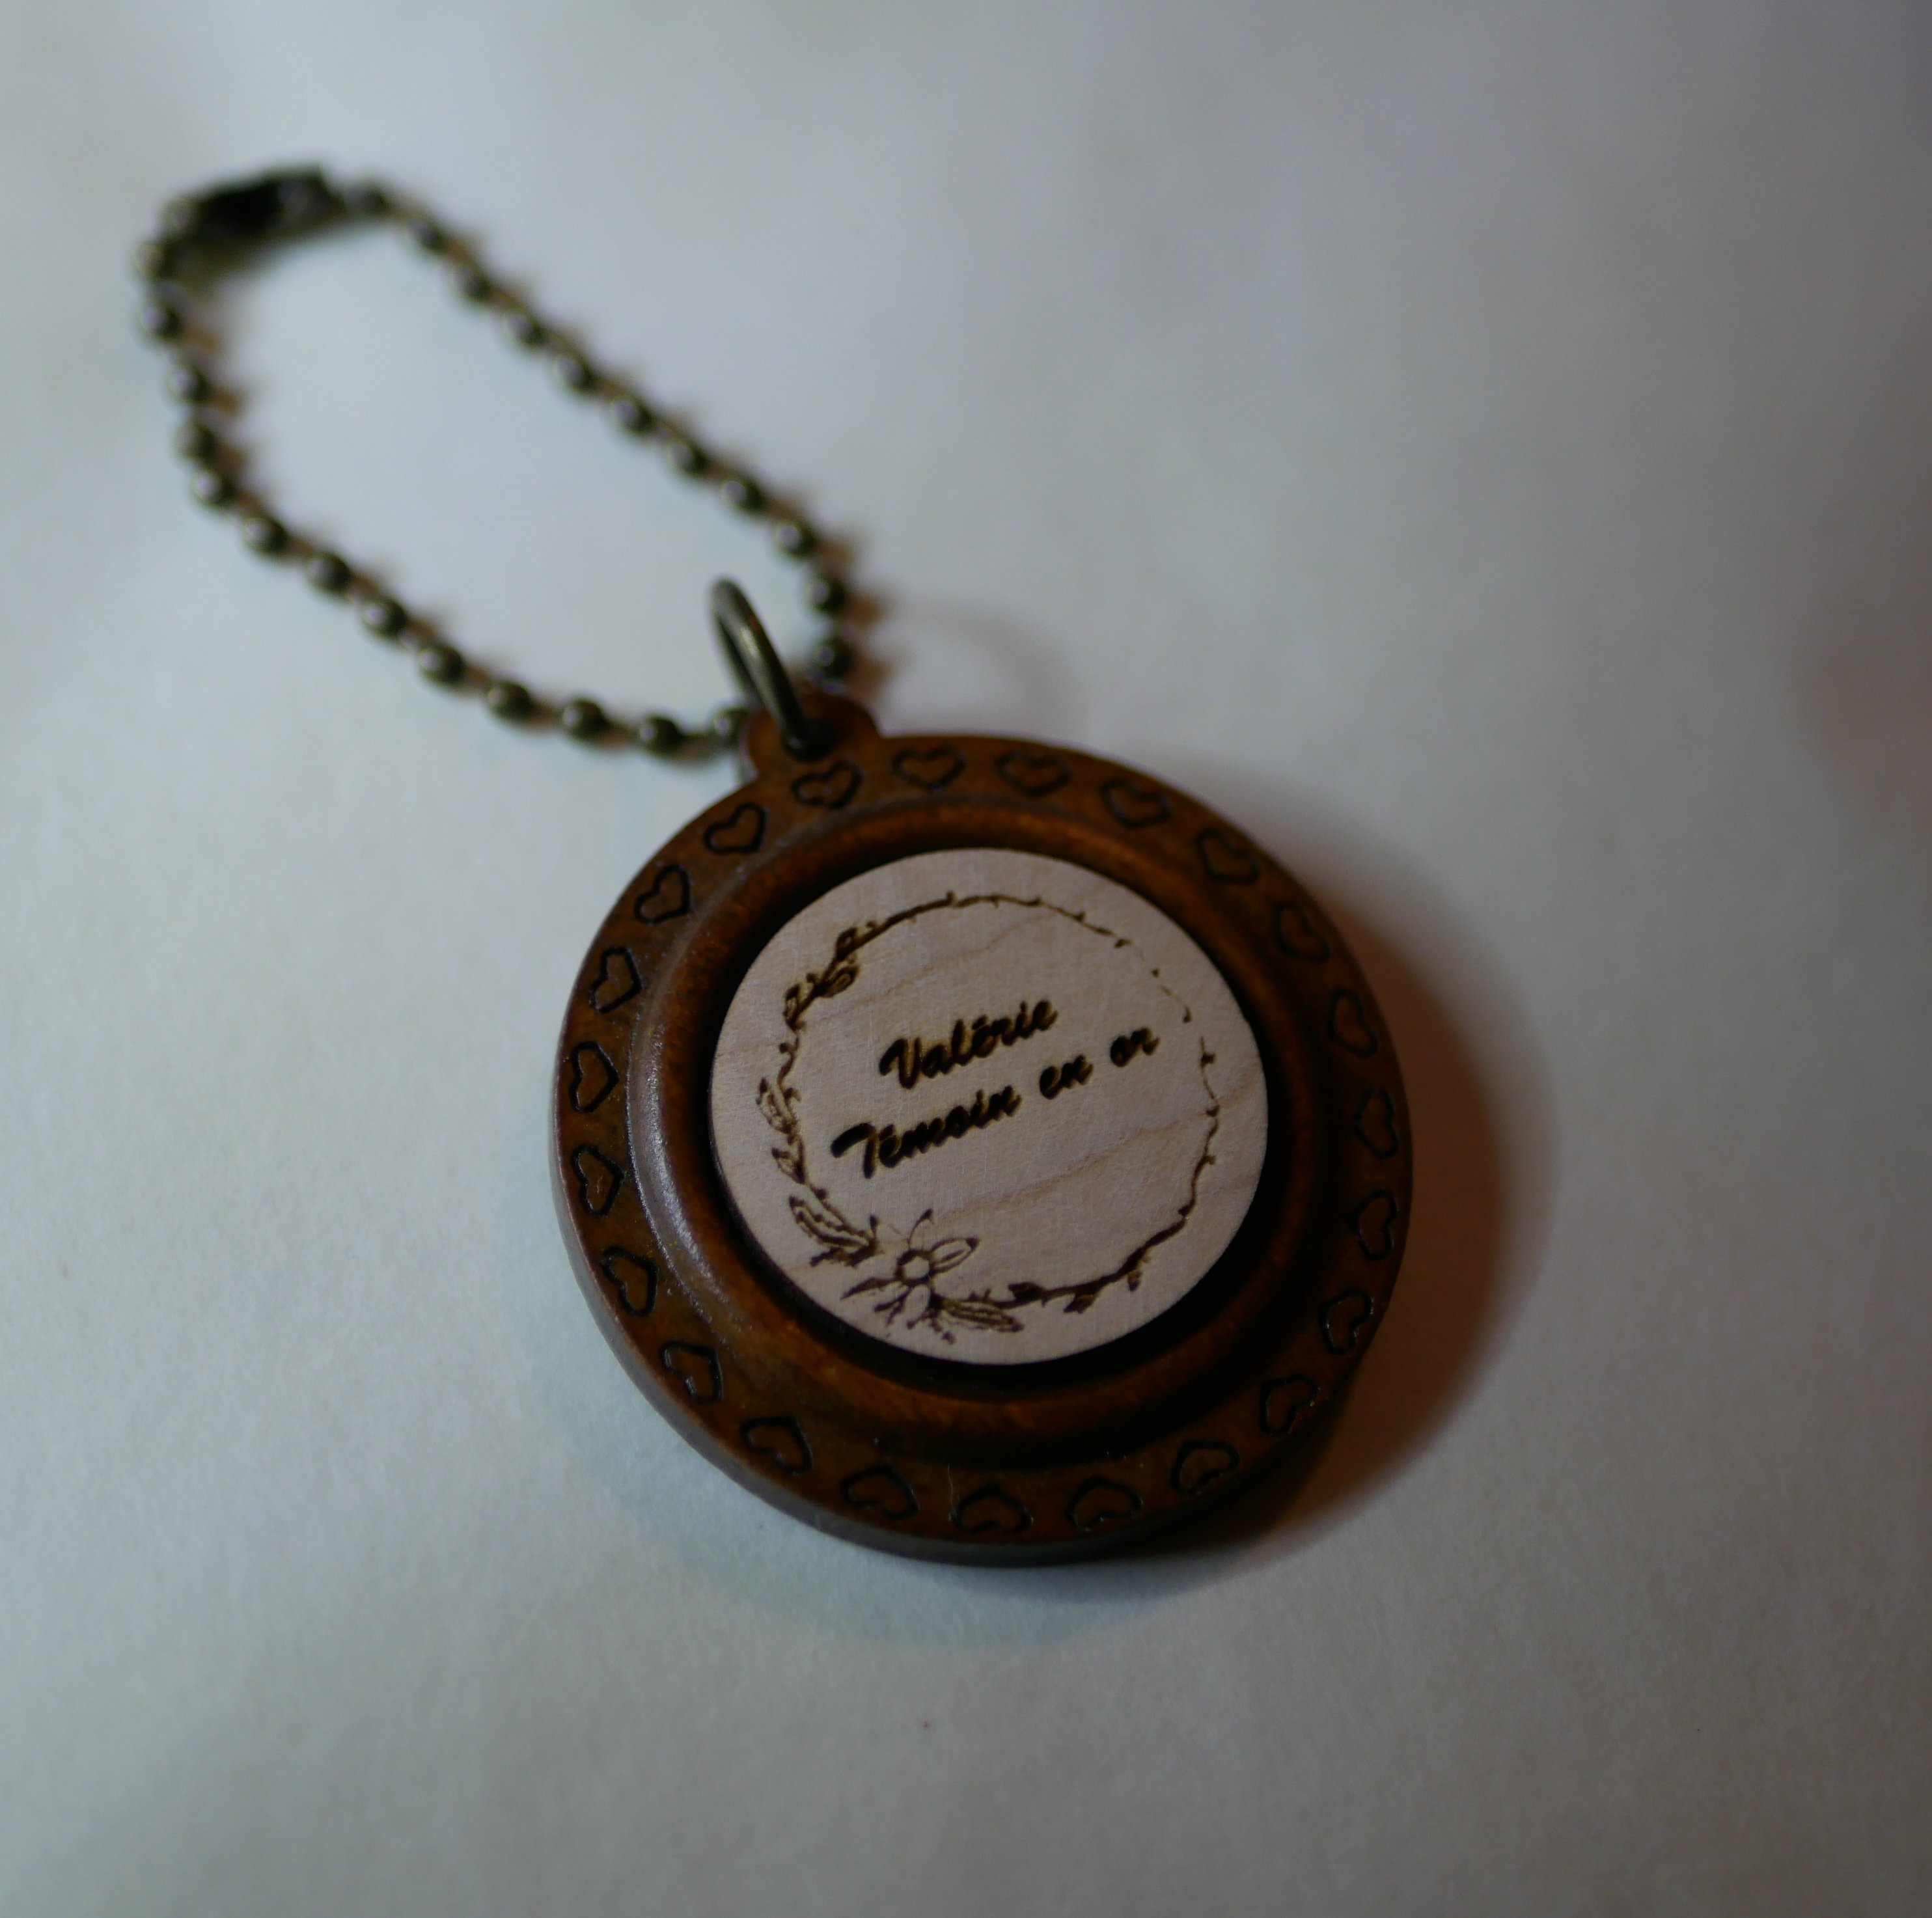 Valérie
Témoin en or